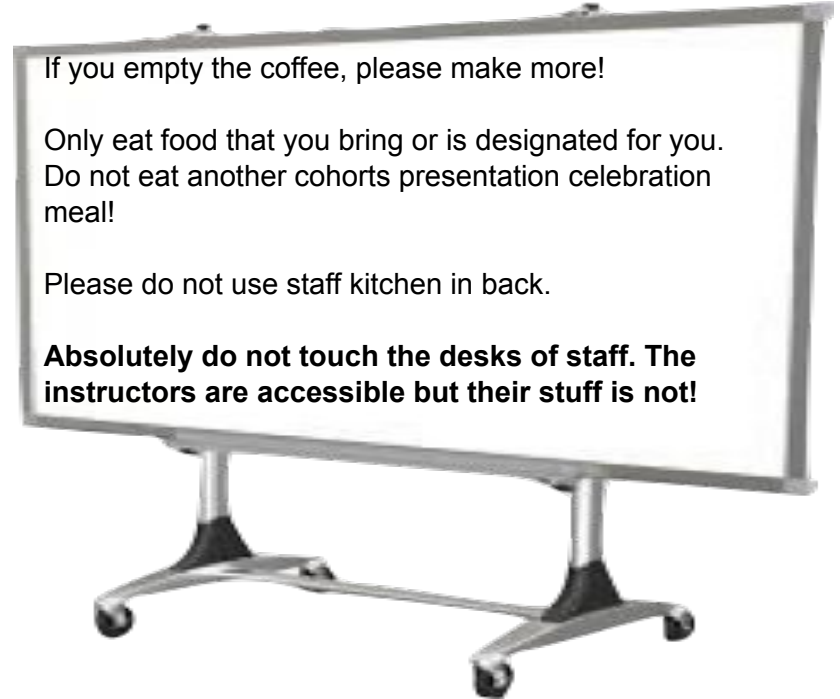 If you empty the coffee, please make more!
Only eat food that you bring or is designated for you.
Do not eat another cohorts presentation celebration
meal!
Please do not use staff kitchen in back.
Absolutely do not touch the desks of staff. The
instructors are accessible but their stuff is not!